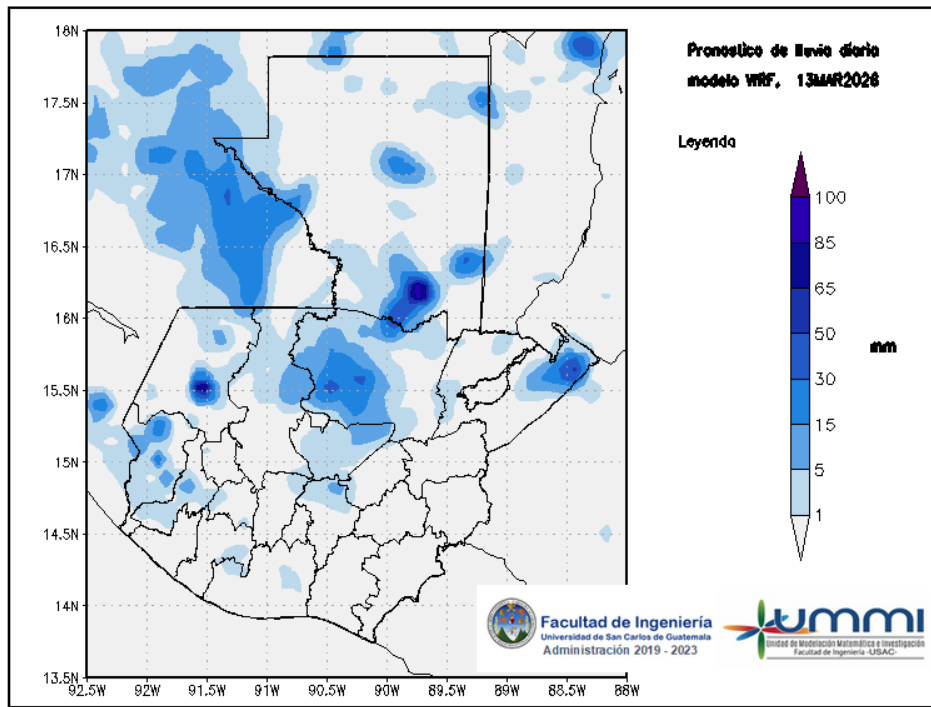 Pronostico de lluvia diaria
modelo WRF, 13MAR2026
Leyenda
100
85
65
50
30
15
5
1
mm
18N
17.5N
17N
16.5N
16N
15.5N
15N
14.5N
14N
13.5N
92.5W
92W
91.5W
91W
90.5W
90W
89.5W
89W
88.5W
88W
Facultad de Ingeniería
Universidad de San Carlos de Guatemala
Administración 2019 - 2023
UMMI
Unidad de Modelación Matemática e Investigación
Facultad de Ingeniería -USAC-